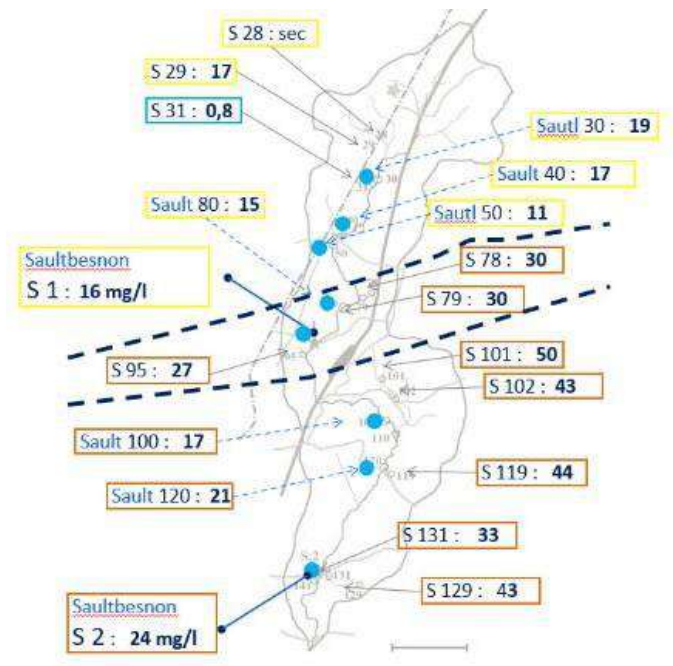 S 28 : sec
S 29 : 17
S 31 : 0,8
Sautl 30 : 19
Sault 40 : 17
Sault 80 : 15
Sautl 50 : 11
Saultbesnon
S 1 : 16 mg/l
S 78 : 30
S 79 : 30
S 95 : 27
S 101 : 50
S 102 : 43
Sault 100 : 17
S 119 : 44
Sault 120 : 21
S 131 : 33
S 129 : 43
Saultbesnon
S 2 : 24 mg/l